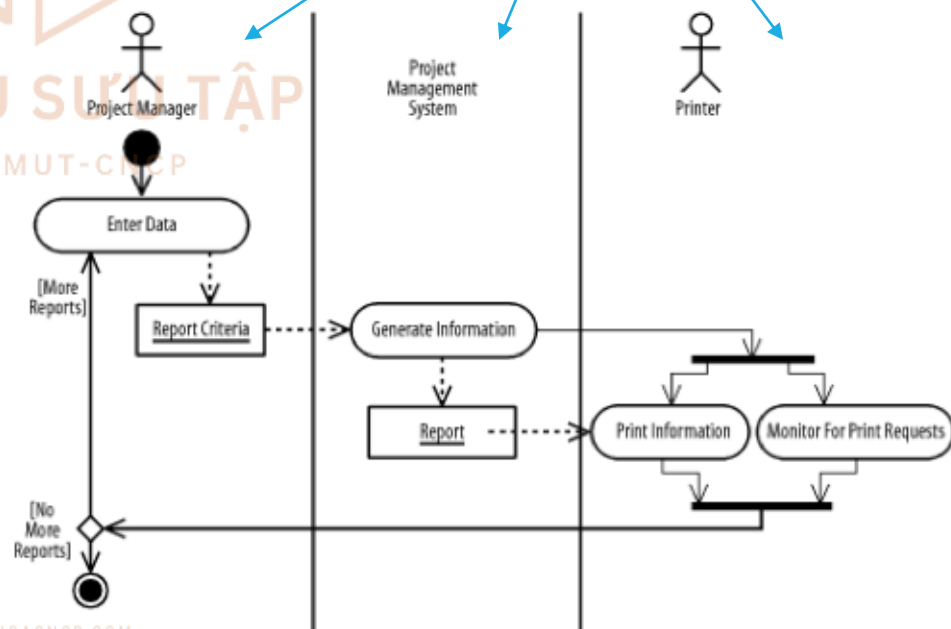 SƯU TẬP
MUT-CNCP
Project Manager
Project
Management
System
Printer
Enter Data
[More
Reports]
Report Criteria
Generate Information
Report
Print Information
Monitor For Print Requests
[No
More
Reports]